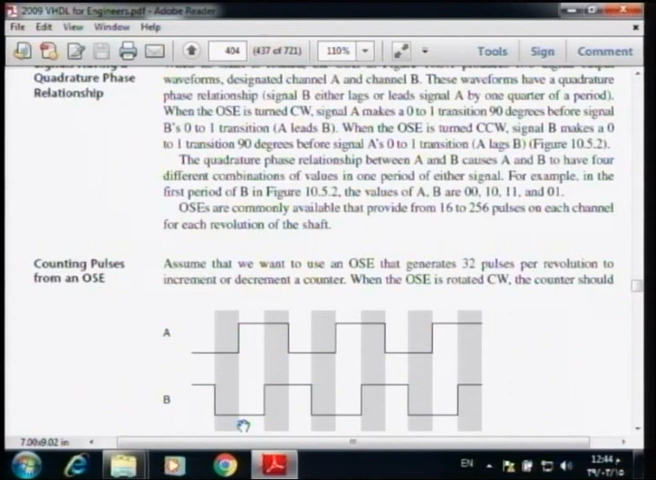 2009 VHDL for Engineers.pdf - Adobe Reader
File Edit View Window Help
404 (437 of 721) 110% Tools Sign Comment
Quadrature Phase
Relationship
waveforms, designated channel A and channel B. These waveforms have a quadrature
phase relationship (signal B either lags or leads signal A by one quarter of a period).
When the OSE is turned CW, signal A makes a 0 to 1 transition 90 degrees before signal
B's 0 to 1 transition (A leads B). When the OSE is turned CCW, signal B makes a 0
to 1 transition 90 degrees before signal A's 0 to 1 transition (A lags B) (Figure 10.5.2).
The quadrature phase relationship between A and B causes A and B to have four
different combinations of values in one period of either signal. For example, in the
first period of B in Figure 10.5.2, the values of A, B are 00, 10, 11, and 01.
OSEs are commonly available that provide from 16 to 256 pulses on each channel
for each revolution of the shaft.
Counting Pulses
from an OSE
Assume that we want to use an OSE that generates 32 pulses per revolution to
increment or decrement a counter. When the OSE is rotated CW, the counter should
A
B
7.00x9.02 in
EN
12:44 م